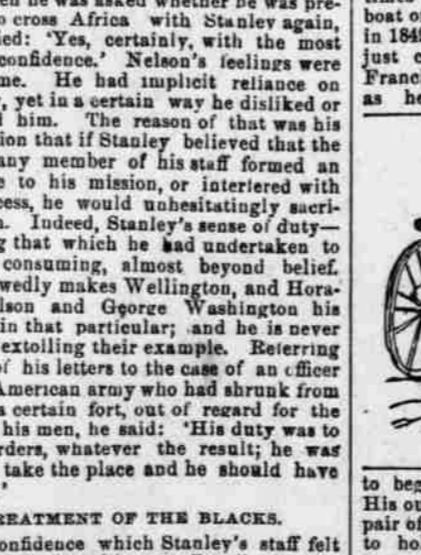 en he was asked whether he was pre-
o cross Africa with Stanley again,
ied: 'Yes, certainly, with the most
confidence.' Nelson's feelings were
me. He had implicit reliance on
, yet in a certain way he disliked or
l him. The reason of that was his
ion that if Stanley believed that the
any member of his staff formed an
e to his mission, or interfered with
cess, he would unhesitatingly sacri-
n. Indeed, Stanley's sense of duty—
g that which he had undertaken to
consuming, almost beyond belief.
wedly makes Wellington, and Hora-
lson and George Washington his
in that particular; and he is never
extolling their example. Referring
of his letters to the case of an officer
American army who had shrunk from
a certain fort, out of regard for the
his men, he said: 'His duty was to
rders, whatever the result; he was
take the place and he should have
'
REATMENT OF THE BLACKS.
onfidence which Stanley's staff felt
boat o
in 184
just c
Franc
as he
to beg
His ou
pair of
to ho